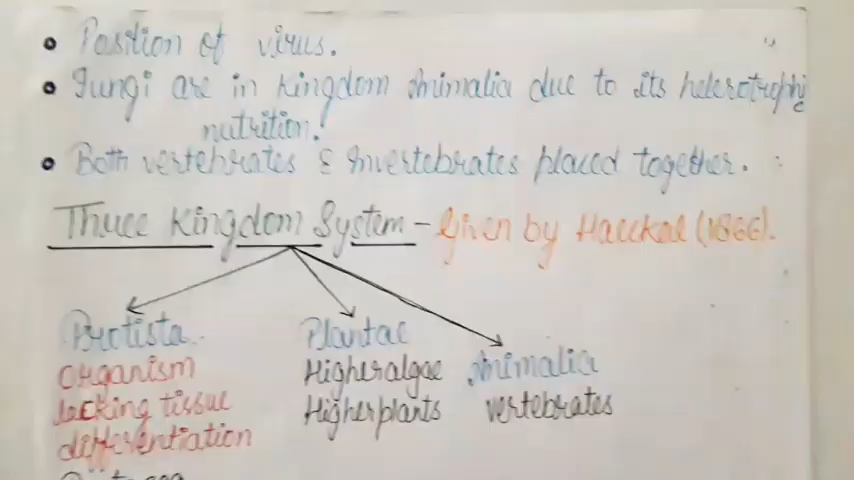 • Position of virus.
• Fungi are in kingdom Animalia due to its heterotrophic
nutrition.
• Both vertebrates & Invertebrates placed together.
Three Kingdom System - Given by Haeckal (1866).
Protista
Plantae
Animalia
Organism
lacking tissue
differentiation
Higher algae
Higher plants
vertebrates